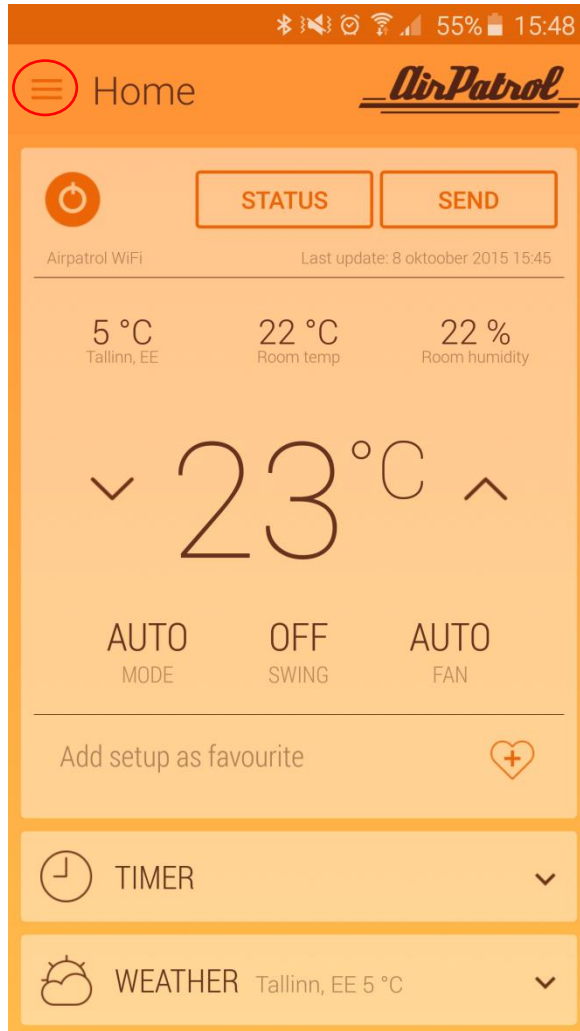 55% 15:48
Home AirPatrol
STATUS SEND
Airpatrol WiFi Last update: 8 oktoober 2015 15:45
5 °C 22 °C 22 %
Tallinn, EE Room temp Room humidity
23°C
AUTO OFF AUTO
MODE SWING FAN
Add setup as favourite
TIMER
WEATHER Tallinn, EE 5 °C